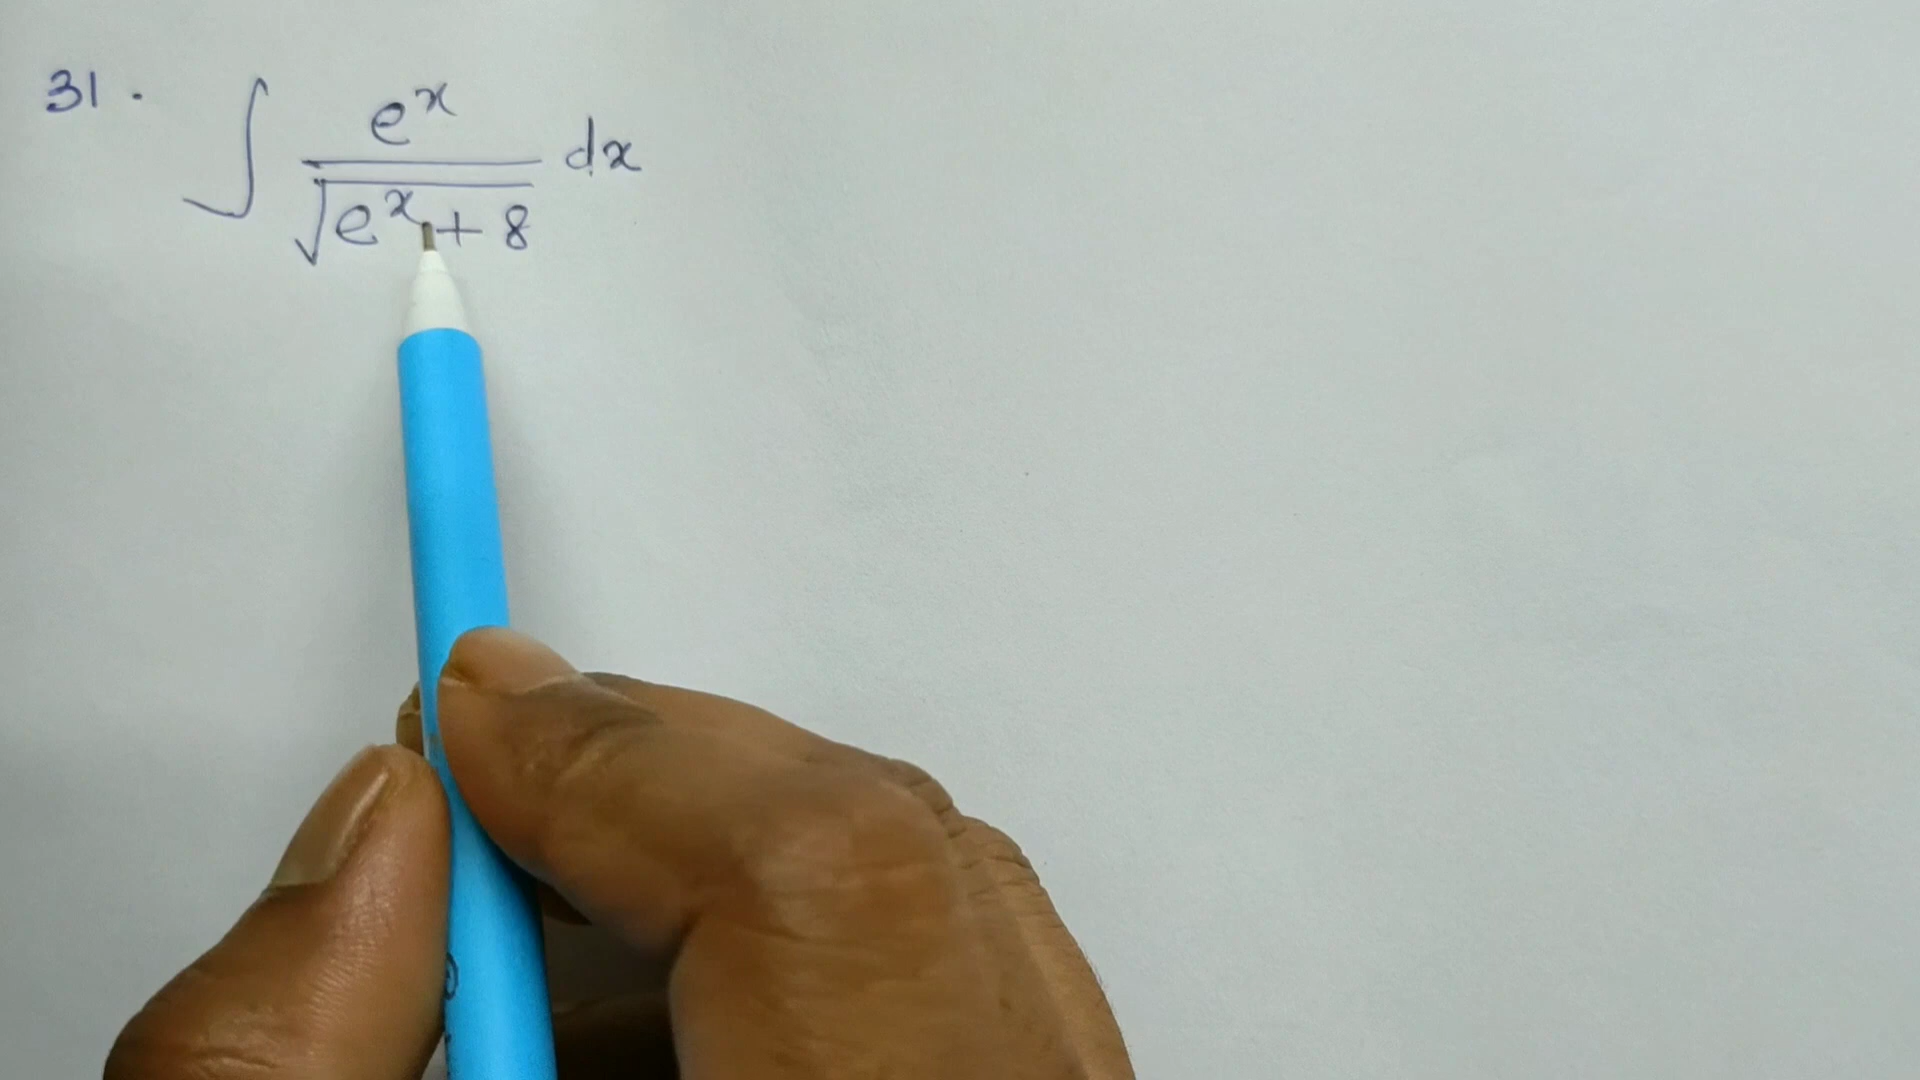 31. ∫ e^x / √(e^x + 8) dx